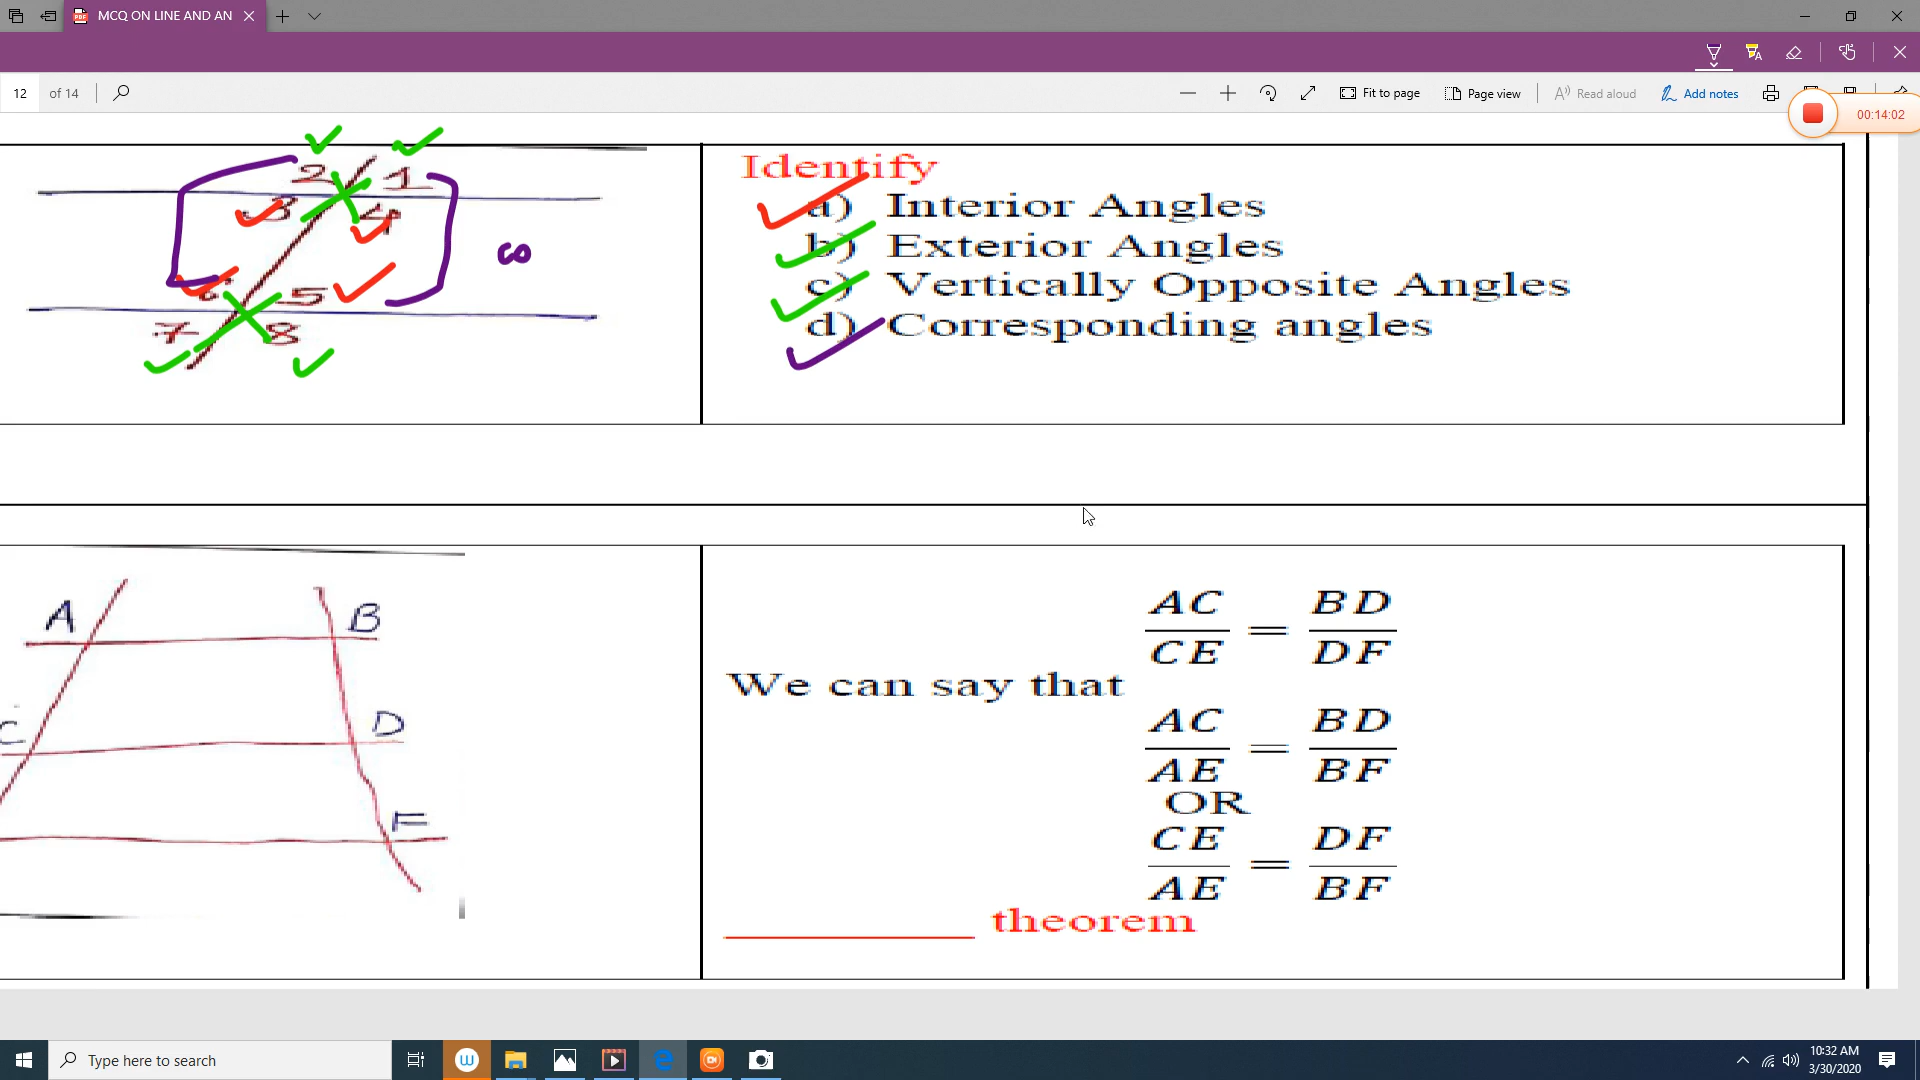 MCQ ON LINE AND AN
12 of 14
Fit to page
Page view
Read aloud
Add notes
00:14:02
2 1
3 4
6 5
7 8
Identify
a) Interior Angles
b) Exterior Angles
c) Vertically Opposite Angles
d) Corresponding angles
A B
C D
F
AC/CE = BD/DF
We can say that
AC/AE = BD/BF
OR
CE/AE = DF/BF
__________ theorem
Type here to search
10:32 AM
3/30/2020